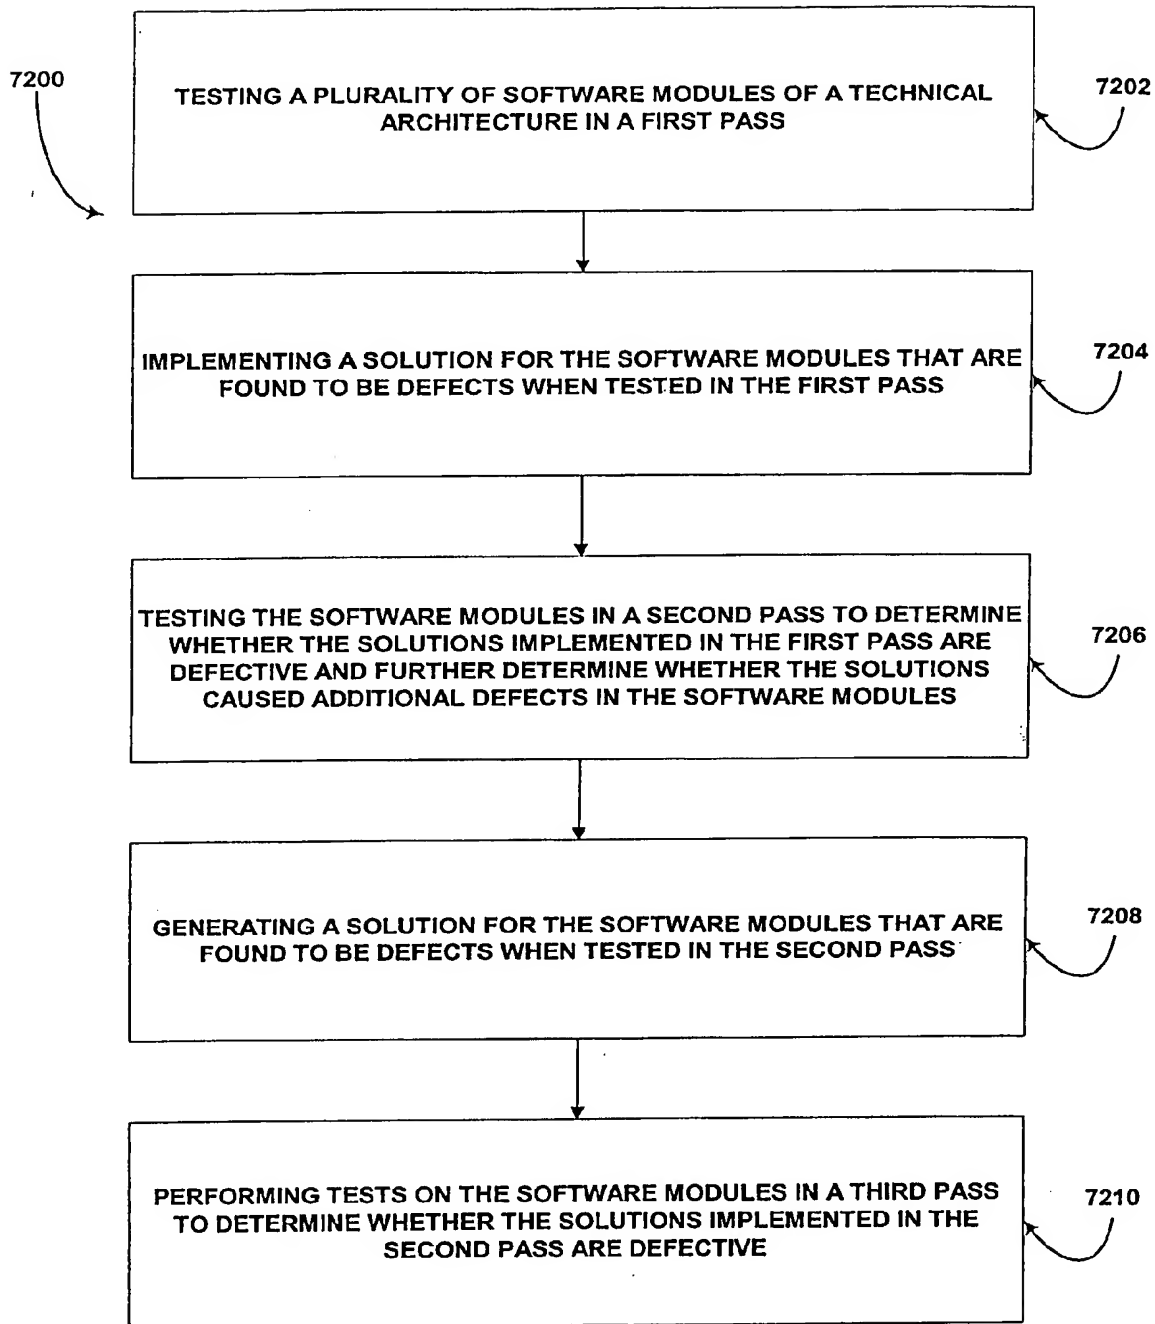 7200
TESTING A PLURALITY OF SOFTWARE MODULES OF A TECHNICAL
ARCHITECTURE IN A FIRST PASS
7202
IMPLEMENTING A SOLUTION FOR THE SOFTWARE MODULES THAT ARE
FOUND TO BE DEFECTS WHEN TESTED IN THE FIRST PASS
7204
TESTING THE SOFTWARE MODULES IN A SECOND PASS TO DETERMINE
WHETHER THE SOLUTIONS IMPLEMENTED IN THE FIRST PASS ARE
DEFECTIVE AND FURTHER DETERMINE WHETHER THE SOLUTIONS
CAUSED ADDITIONAL DEFECTS IN THE SOFTWARE MODULES
7206
GENERATING A SOLUTION FOR THE SOFTWARE MODULES THAT ARE
FOUND TO BE DEFECTS WHEN TESTED IN THE SECOND PASS
7208
PERFORMING TESTS ON THE SOFTWARE MODULES IN A THIRD PASS
TO DETERMINE WHETHER THE SOLUTIONS IMPLEMENTED IN THE
SECOND PASS ARE DEFECTIVE
7210